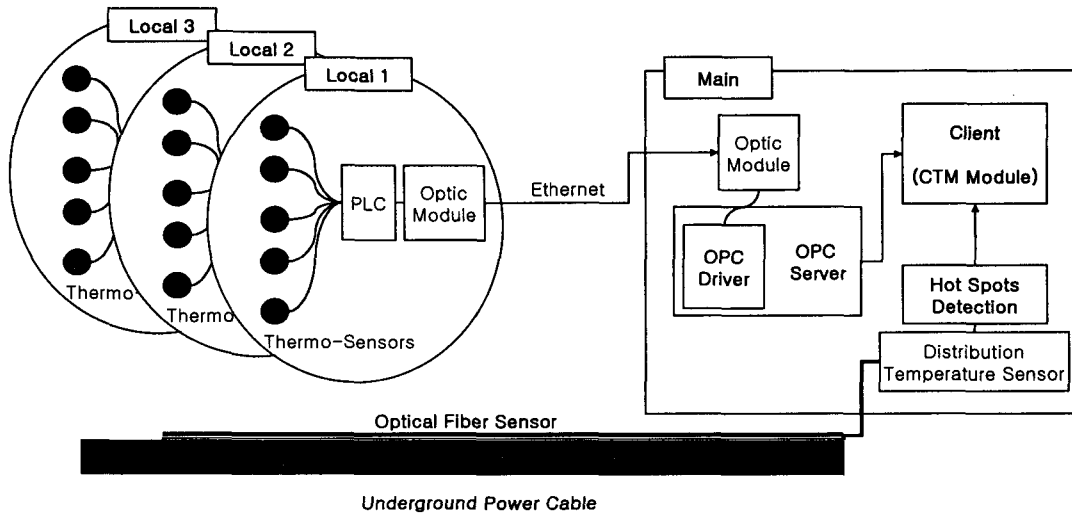 Local 3
Local 2
Local 1
Main
Client
(CTM Module)
Optic
Module
PLC
Optic
Module
Ethernet
OPC
Driver
OPC
Server
Hot Spots
Detection
Thermo-
Thermo
Thermo-Sensors
Distribution
Temperature Sensor
Optical Fiber Sensor
Underground Power Cable